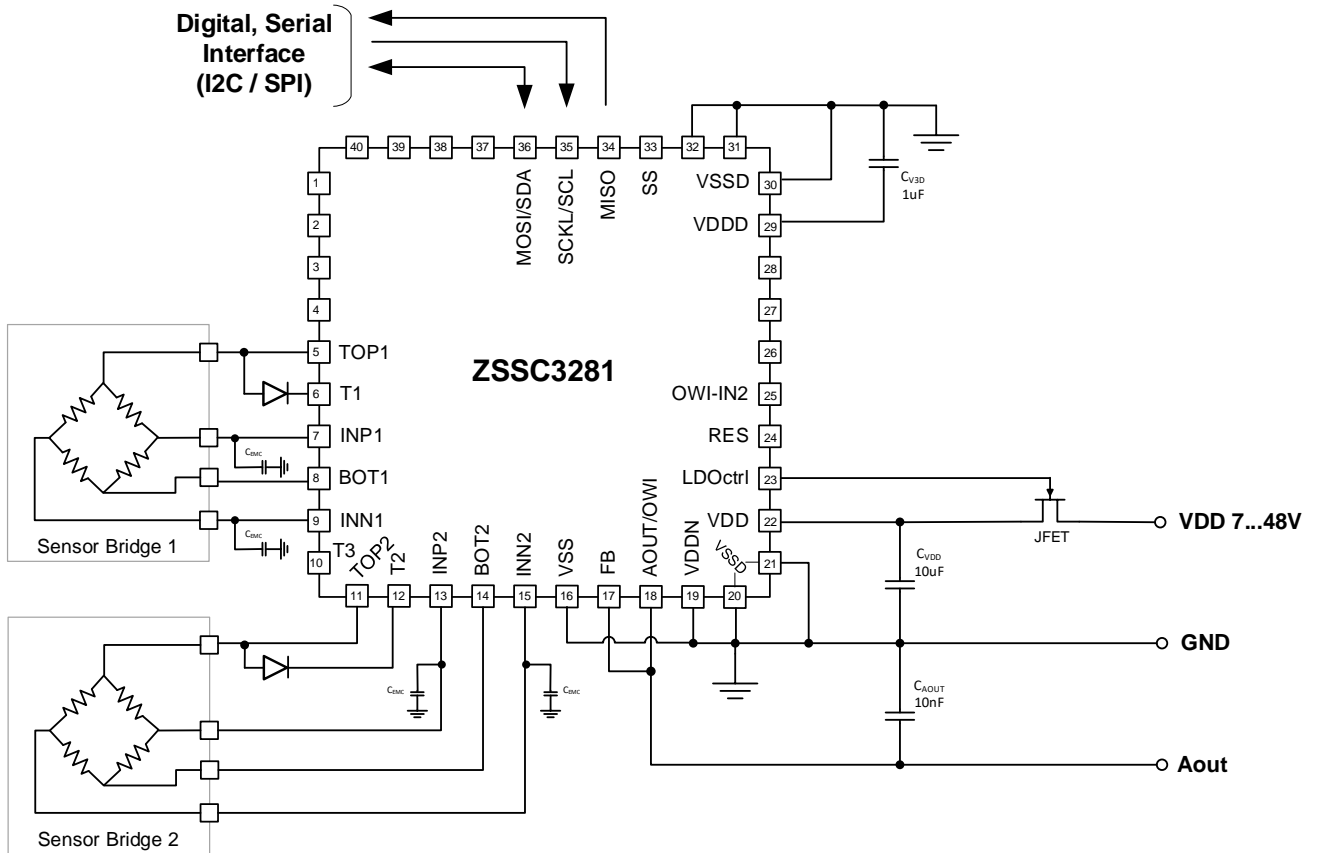 Digital, Serial
Interface
(I2C / SPI)
40
39
38
37
36
35
34
33
32
31
MOSI/SDA
SCKL/SCL
MISO
SS
1
2
3
4
5
6
7
8
9
10
TOP1
T1
INP1
BOT1
INN1
T3
ZSSC3281
VSSD
30
VDDD
29
28
27
26
OWI-IN2
25
RES
24
LDOctrl
23
VDD
22
VSSD
21
CV3D
1uF
JFET
VDD 7...48V
CVDD
10uF
GND
CAOUT
10nF
Aout
TOP2
T2
INP2
BOT2
INN2
VSS
FB
AOUT/OWI
VDDN
11
12
13
14
15
16
17
18
19
20
CEMC
CEMC
Sensor Bridge 1
CEMC
CEMC
Sensor Bridge 2